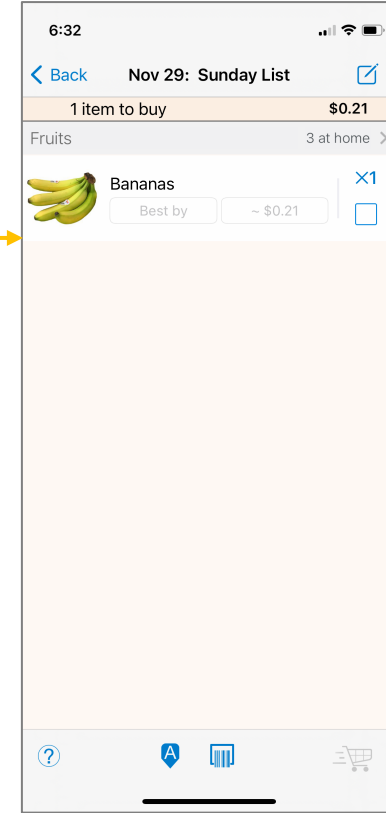 6:32
Back Nov 29: Sunday List
1 item to buy $0.21
Fruits 3 at home
Bananas ×1
Best by ~ $0.21
? A